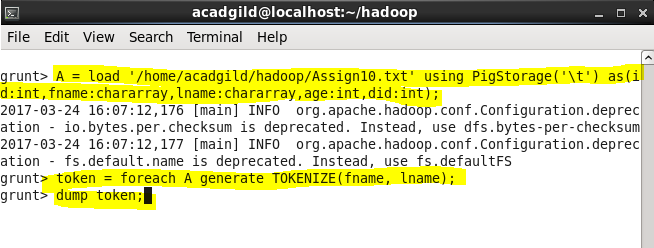 acadgild@localhost:~/hadoop
File Edit View Search Terminal Help
grunt> A = load '/home/acadgild/hadoop/Assign10.txt' using PigStorage('\t') as(i
d:int,fname:chararray,lname:chararray,age:int,did:int);
2017-03-24 16:07:12,176 [main] INFO  org.apache.hadoop.conf.Configuration.deprec
ation - io.bytes.per.checksum is deprecated. Instead, use dfs.bytes-per-checksum
2017-03-24 16:07:12,177 [main] INFO  org.apache.hadoop.conf.Configuration.deprec
ation - fs.default.name is deprecated. Instead, use fs.defaultFS
grunt> token = foreach A generate TOKENIZE(fname, lname);
grunt> dump token;